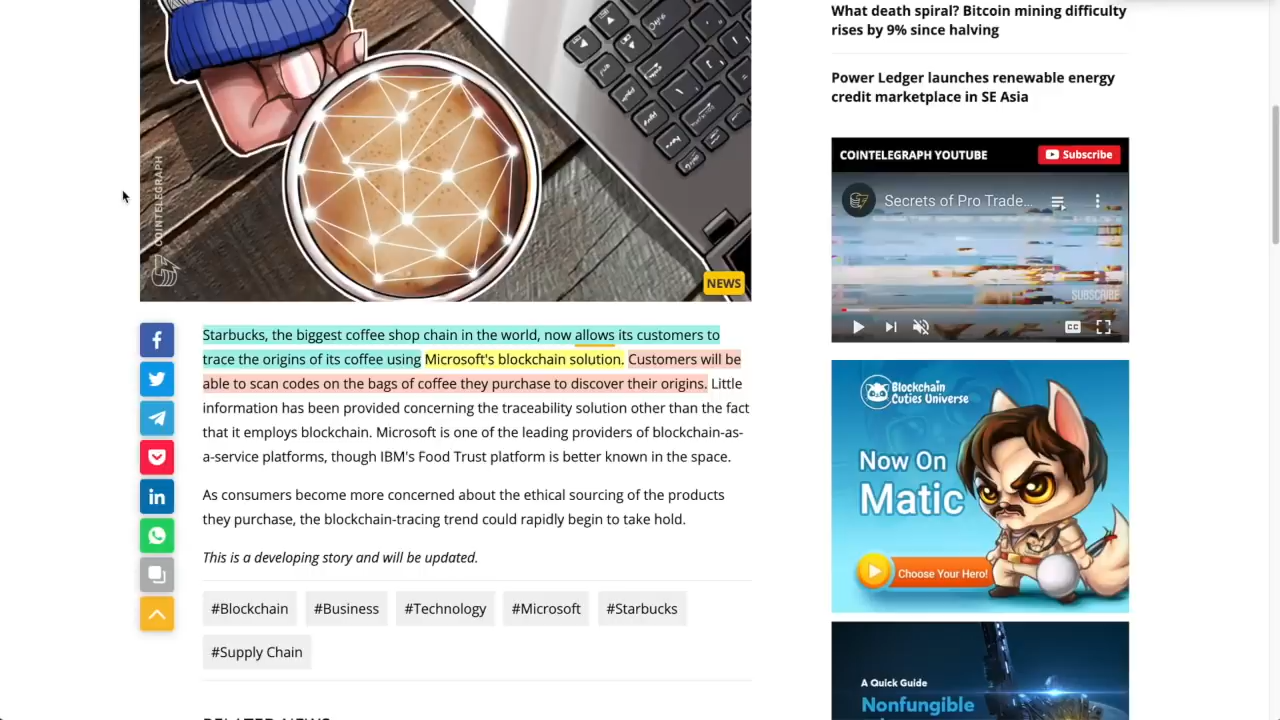 What death spiral? Bitcoin mining difficulty
rises by 9% since halving
Power Ledger launches renewable energy
credit marketplace in SE Asia
COINTELEGRAPH
NEWS
COINTELEGRAPH YOUTUBE
Subscribe
Secrets of Pro Trade...
SUBSCRIBE
CC
Starbucks, the biggest coffee shop chain in the world, now allows its customers to
trace the origins of its coffee using Microsoft's blockchain solution. Customers will be
able to scan codes on the bags of coffee they purchase to discover their origins. Little
information has been provided concerning the traceability solution other than the fact
that it employs blockchain. Microsoft is one of the leading providers of blockchain-as-
a-service platforms, though IBM's Food Trust platform is better known in the space.
As consumers become more concerned about the ethical sourcing of the products
they purchase, the blockchain-tracing trend could rapidly begin to take hold.
This is a developing story and will be updated.
#Blockchain
#Business
#Technology
#Microsoft
#Starbucks
#Supply Chain
Blockchain
Cuties Universe
Now On
Matic
Choose Your Hero!
A Quick Guide
Nonfungible
RELATED NEWS